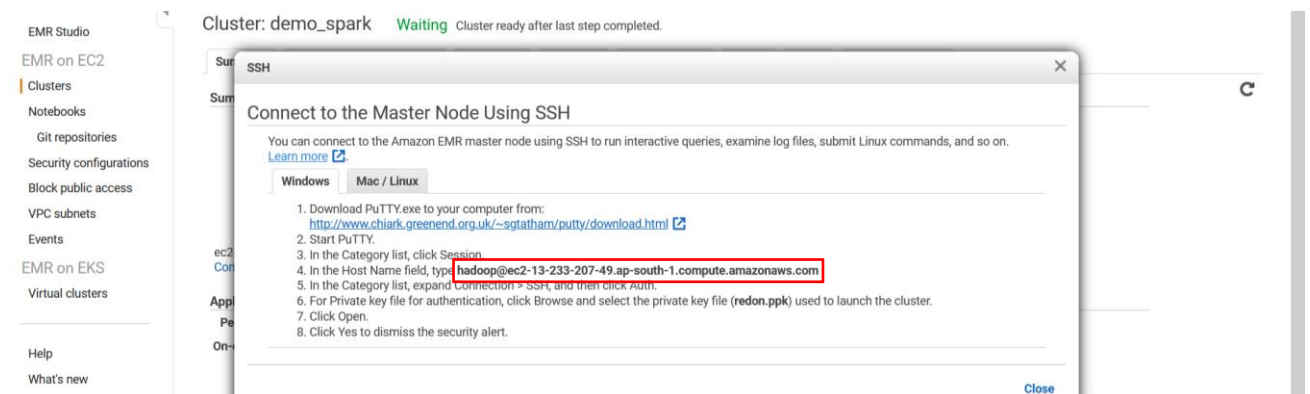 EMR Studio
EMR on EC2
Clusters
Notebooks
Git repositories
Security configurations
Block public access
VPC subnets
Events
EMR on EKS
Virtual clusters
Help
What's new
Cluster: demo_spark Waiting Cluster ready after last step completed.
SSH
Connect to the Master Node Using SSH
You can connect to the Amazon EMR master node using SSH to run interactive queries, examine log files, submit Linux commands, and so on.
Learn more.
Windows Mac / Linux
1. Download PuTTY.exe to your computer from:
http://www.chiark.greenend.org.uk/~sgtatham/putty/download.html
2. Start PuTTY.
3. In the Category list, click Session.
4. In the Host Name field, type hadoop@ec2-13-233-207-49.ap-south-1.compute.amazonaws.com
5. In the Category list, expand Connection > SSH, and then click Auth.
6. For Private key file for authentication, click Browse and select the private key file (redon.ppk) used to launch the cluster.
7. Click Open.
8. Click Yes to dismiss the security alert.
Close